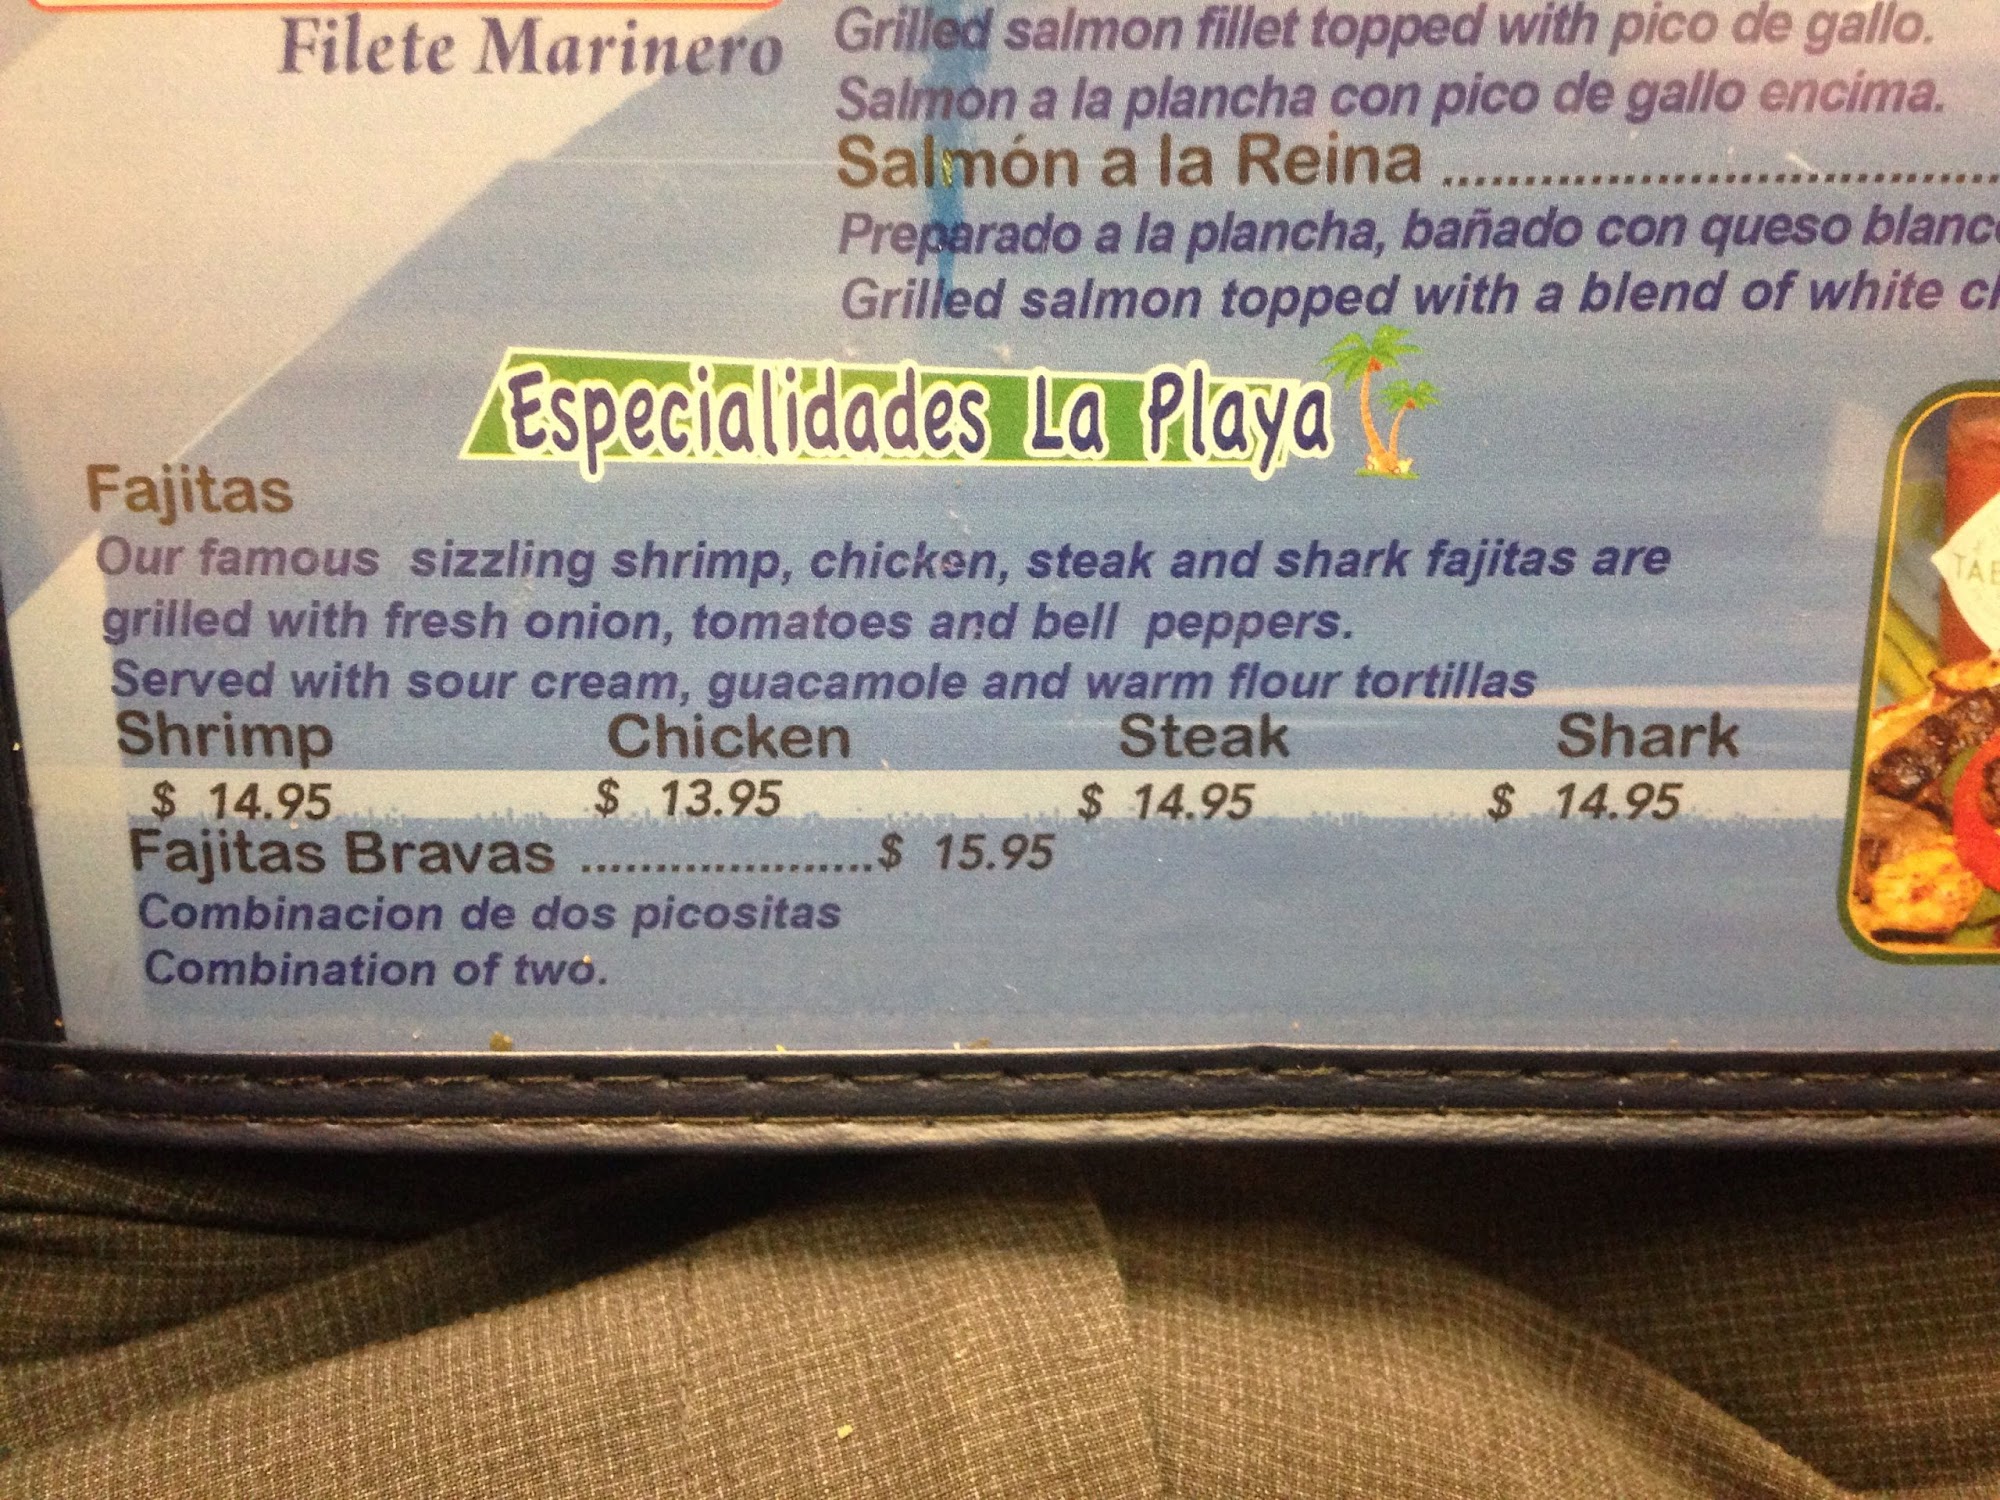 Filete Marinero
Grilled salmon fillet topped with pico de gallo.
Salmon a la plancha con pico de gallo encima.
Salmón a la Reina ..................................
Preparado a la plancha, bañado con queso
Grilled salmon topped with a blend of white
Especialidades La Playa
Fajitas
Our famous sizzling shrimp, chicken, steak and shark fajitas are
grilled with fresh onion, tomatoes and bell peppers.
Served with sour cream, guacamole and warm flour tortillas
Shrimp Chicken Steak Shark
$ 14.95 $ 13.95 $ 14.95 $ 14.95
Fajitas Bravas .....................$ 15.95
Combinacion de dos picositas
Combination of two.